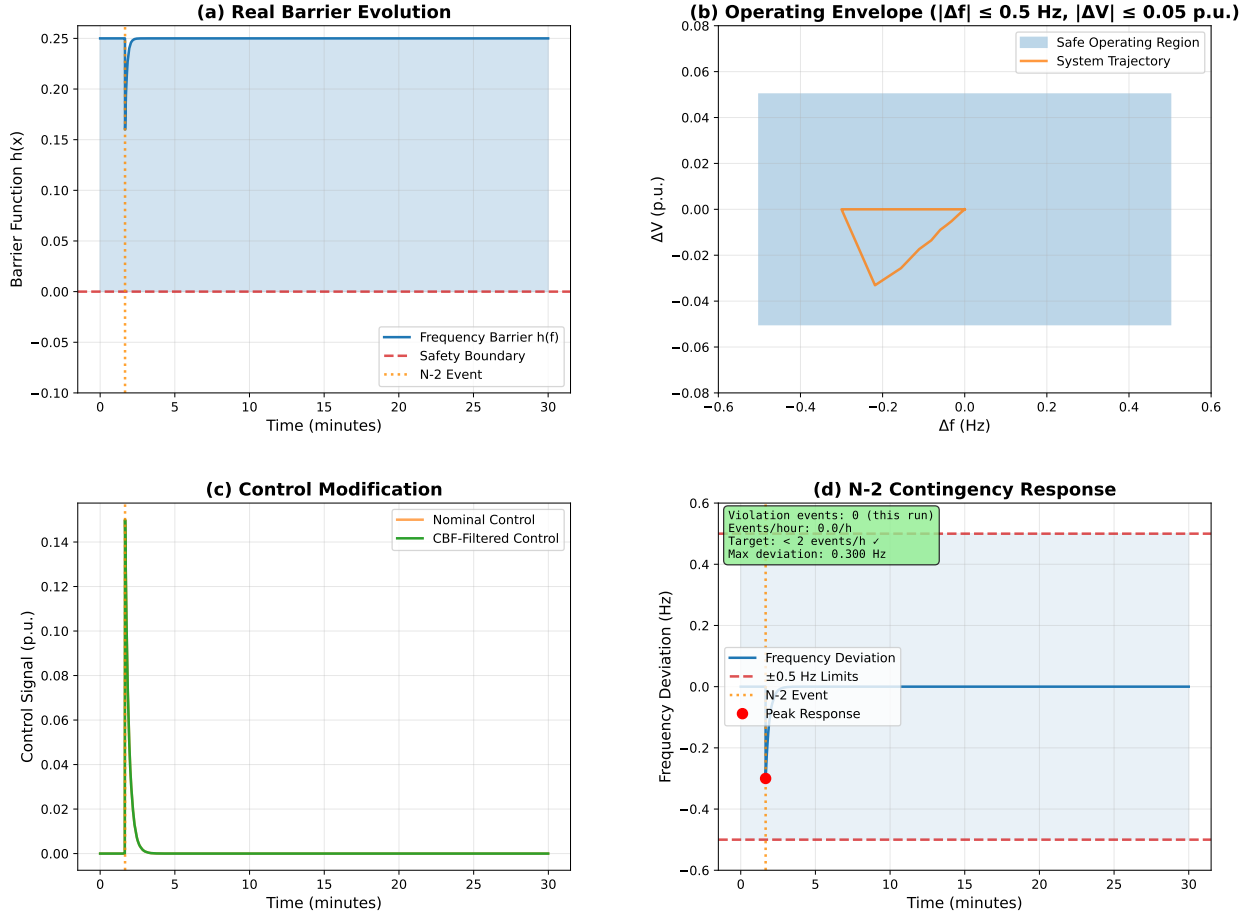 (a) Real Barrier Evolution
Barrier Function h(x)
0.25
0.20
0.15
0.10
0.05
0.00
−0.05
−0.10
0
5
10
15
20
25
30
Time (minutes)
Frequency Barrier h(f)
Safety Boundary
N-2 Event
(b) Operating Envelope (|Δf| ≤ 0.5 Hz, |ΔV| ≤ 0.05 p.u.)
ΔV (p.u.)
0.08
0.06
0.04
0.02
0.00
−0.02
−0.04
−0.06
−0.08
−0.6
−0.4
−0.2
0.0
0.2
0.4
0.6
Δf (Hz)
Safe Operating Region
System Trajectory
(c) Control Modification
Control Signal (p.u.)
0.14
0.12
0.10
0.08
0.06
0.04
0.02
0.00
0
5
10
15
20
25
30
Time (minutes)
Nominal Control
CBF-Filtered Control
(d) N-2 Contingency Response
Frequency Deviation (Hz)
0.6
0.4
0.2
0.0
−0.2
−0.4
−0.6
0
5
10
15
20
25
30
Time (minutes)
Violation events: 0 (this run)
Events/hour: 0.0/h
Target: < 2 events/h ✓
Max deviation: 0.300 Hz
Frequency Deviation
±0.5 Hz Limits
N-2 Event
Peak Response